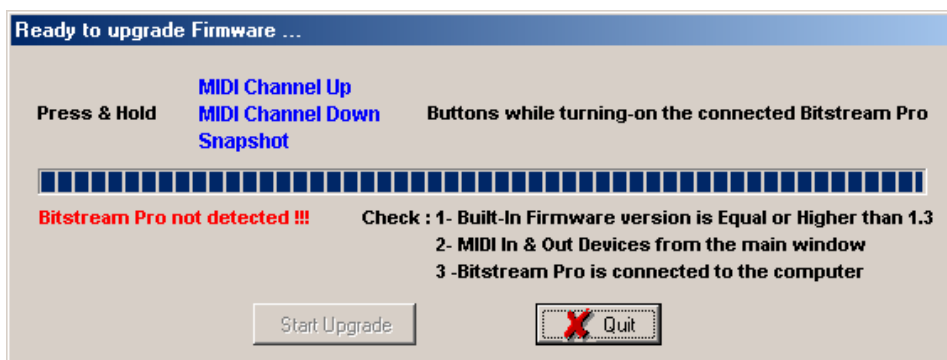 Ready to upgrade Firmware ...
MIDI Channel Up
Press & Hold MIDI Channel Down Buttons while turning-on the connected Bitstream Pro
Snapshot
Bitstream Pro not detected !!! Check : 1- Built-In Firmware version is Equal or Higher than 1.3
2- MIDI In & Out Devices from the main window
3 -Bitstream Pro is connected to the computer
Start Upgrade Quit